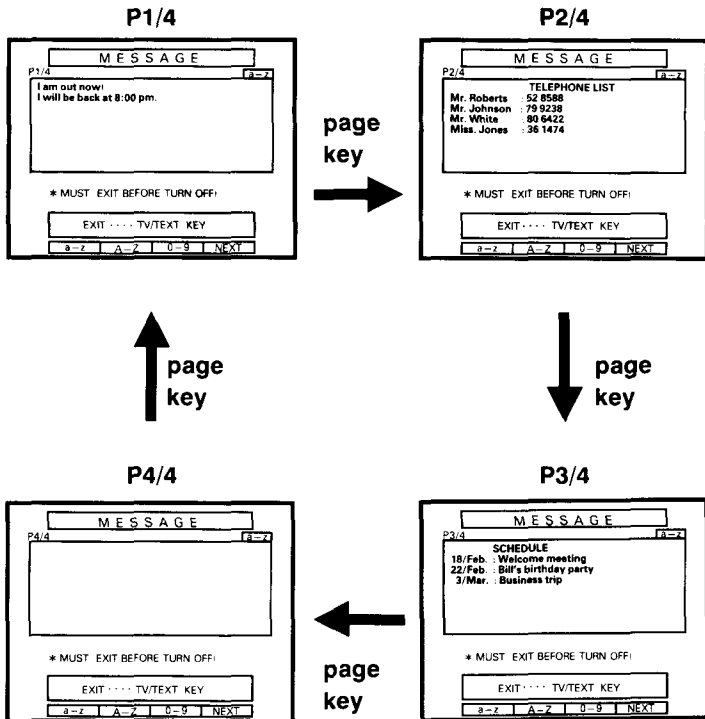 P1/4
MESSAGE
P1/4
a–z
I am out now!
I will be back at 8:00 pm.
* MUST EXIT BEFORE TURN OFF!
EXIT ···· TV/TEXT KEY
a–z A–Z 0–9 NEXT
page
key
P2/4
MESSAGE
P2/4
a–z
TELEPHONE LIST
Mr. Roberts : 52 8588
Mr. Johnson : 79 9238
Mr. White : 80 6422
Miss. Jones : 36 1474
* MUST EXIT BEFORE TURN OFF!
EXIT ···· TV/TEXT KEY
a–z A–Z 0–9 NEXT
page
key
page
key
P4/4
MESSAGE
P4/4
a–z
* MUST EXIT BEFORE TURN OFF!
EXIT ···· TV/TEXT KEY
a–z A–Z 0–9 NEXT
page
key
P3/4
MESSAGE
P3/4
a–z
SCHEDULE
18/Feb. : Welcome meeting
22/Feb. : Bill's birthday party
3/Mar. : Business trip
* MUST EXIT BEFORE TURN OFF!
EXIT ···· TV/TEXT KEY
a–z A–Z 0–9 NEXT